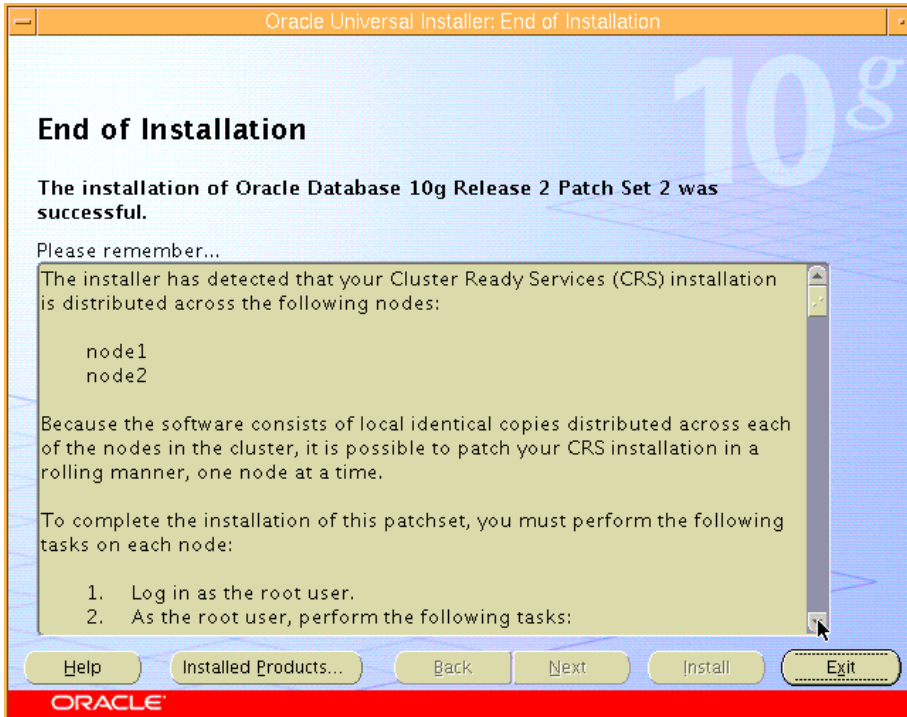 Oracle Universal Installer: End of Installation
10g
End of Installation
The installation of Oracle Database 10g Release 2 Patch Set 2 was
successful.
Please remember...
The installer has detected that your Cluster Ready Services (CRS) installation
is distributed across the following nodes:
node1
node2
Because the software consists of local identical copies distributed across each
of the nodes in the cluster, it is possible to patch your CRS installation in a
rolling manner, one node at a time.
To complete the installation of this patchset, you must perform the following
tasks on each node:
1. Log in as the root user.
2. As the root user, perform the following tasks:
Help Installed Products... Back Next Install Exit
ORACLE